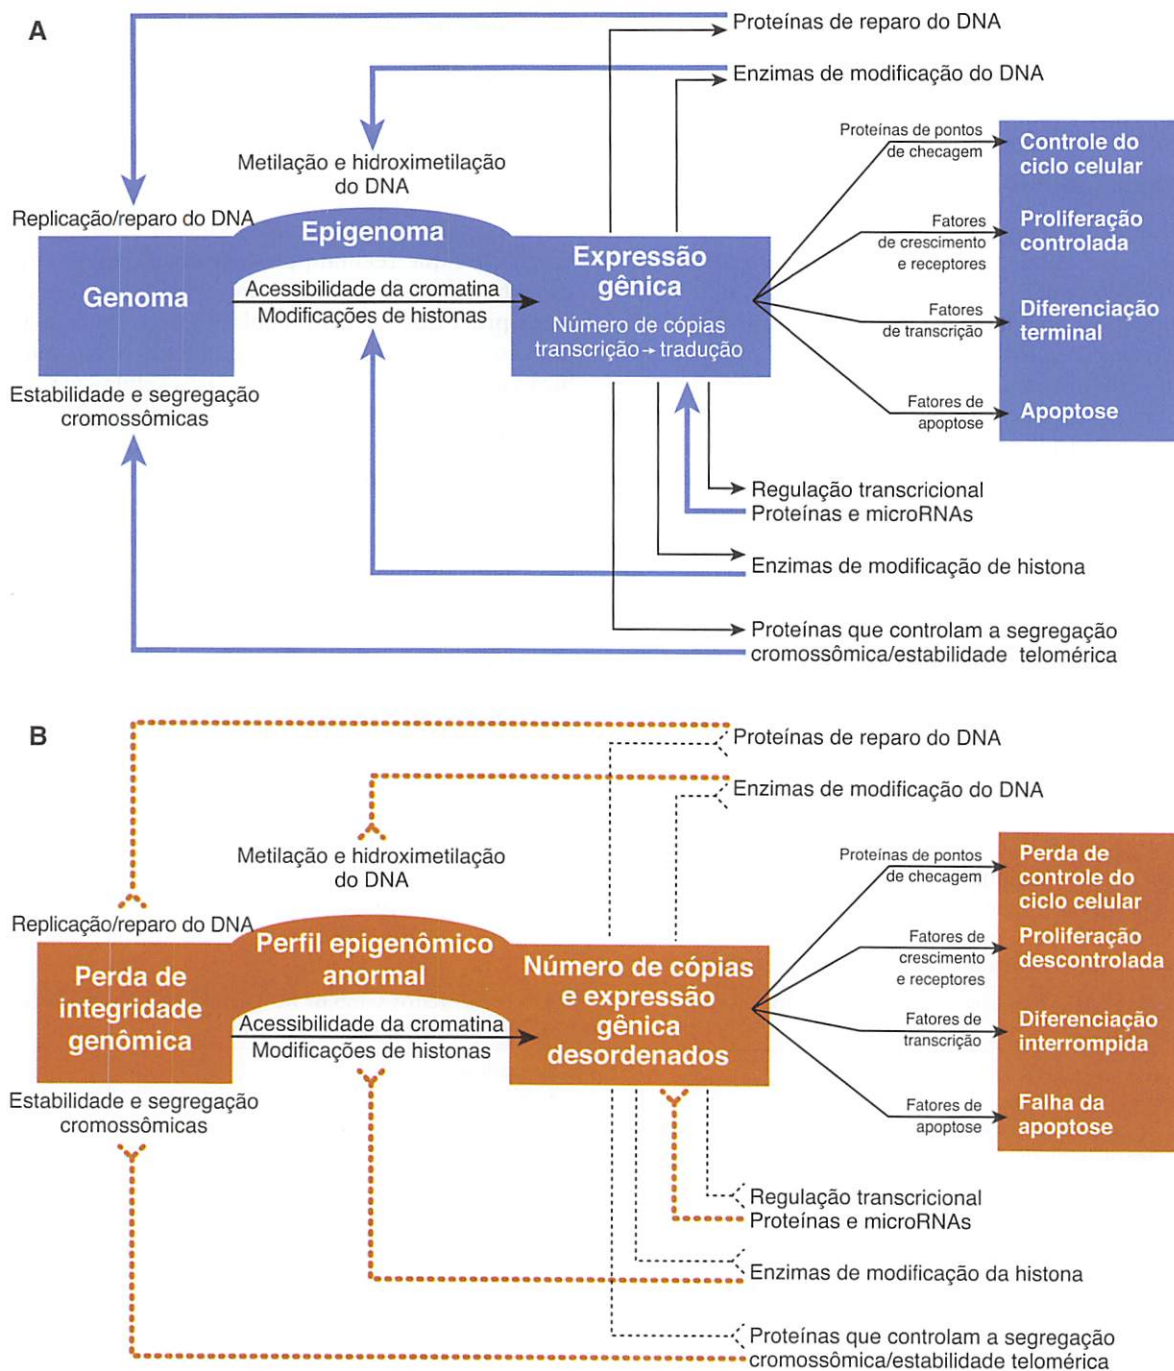 A
Proteínas de reparo do DNA
Enzimas de modificação do DNA
Metilação e hidroximetilação
do DNA
Replicação/reparo do DNA
Epigenoma
Genoma
Acessibilidade da cromatina
Modificações de histonas
Expressão
gênica
Número de cópias
transcrição→tradução
Estabilidade e segregação
cromossômicas
Proteínas de pontos
de checagem
Controle do
ciclo celular
Fatores
de crescimento
e receptores
Proliferação
controlada
Fatores
de transcrição
Diferenciação
terminal
Fatores de
apoptose
Apoptose
Regulação transcricional
Proteínas e microRNAs
Enzimas de modificação de histona
Proteínas que controlam a segregação
cromossômica/estabilidade telomérica
B
Proteínas de reparo do DNA
Enzimas de modificação do DNA
Metilação e hidroximetilação
do DNA
Replicação/reparo do DNA
Perfil epigenômico
anormal
Perda de
integridade
genômica
Acessibilidade da cromatina
Modificações de histonas
Número de cópias
e expressão
gênica
desordenados
Estabilidade e segregação
cromossômicas
Proteínas de pontos
de checagem
Perda de
controle do
ciclo celular
Fatores de
crescimento
e receptores
Proliferação
descontrolada
Fatores de
transcrição
Diferenciação
interrompida
Fatores de
apoptose
Falha da
apoptose
Regulação transcricional
Proteínas e microRNAs
Enzimas de modificação da histona
Proteínas que controlam a segregação
cromossômica/estabilidade telomérica